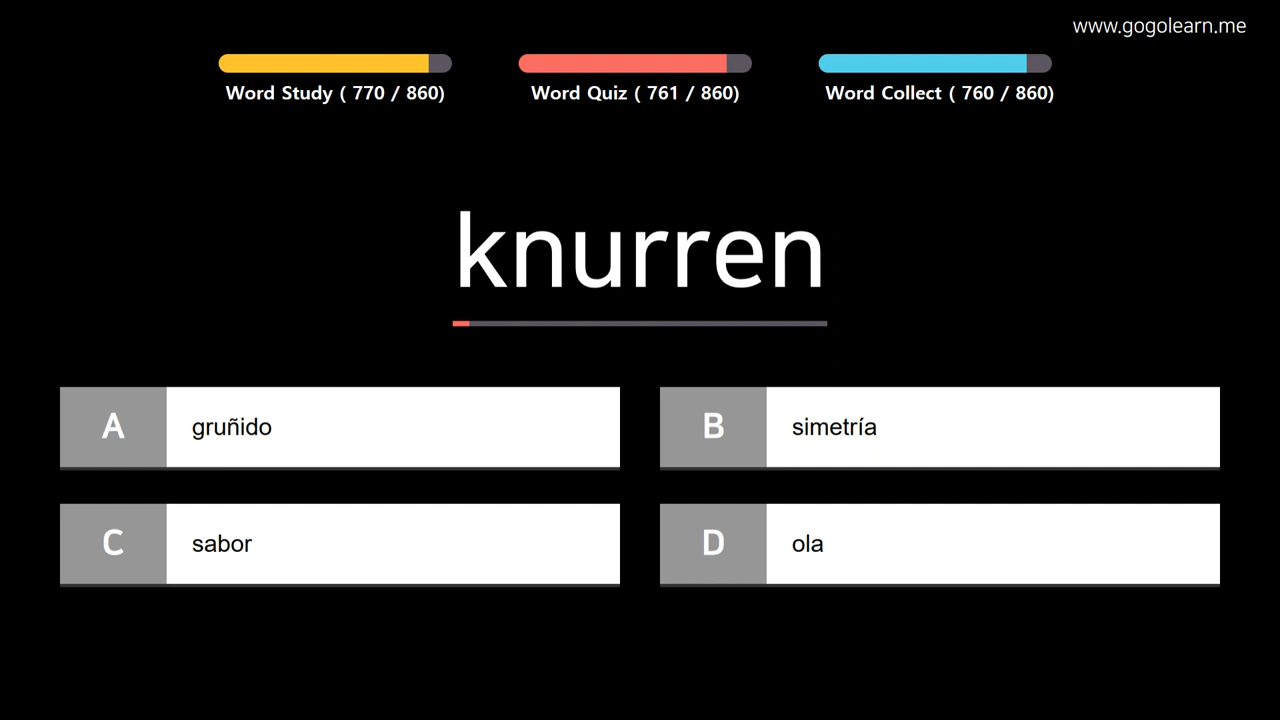 www.gogolearn.me
Word Study ( 770 / 860)
Word Quiz ( 761 / 860)
Word Collect ( 760 / 860)
knurren
A gruñido
B simetría
C sabor
D ola